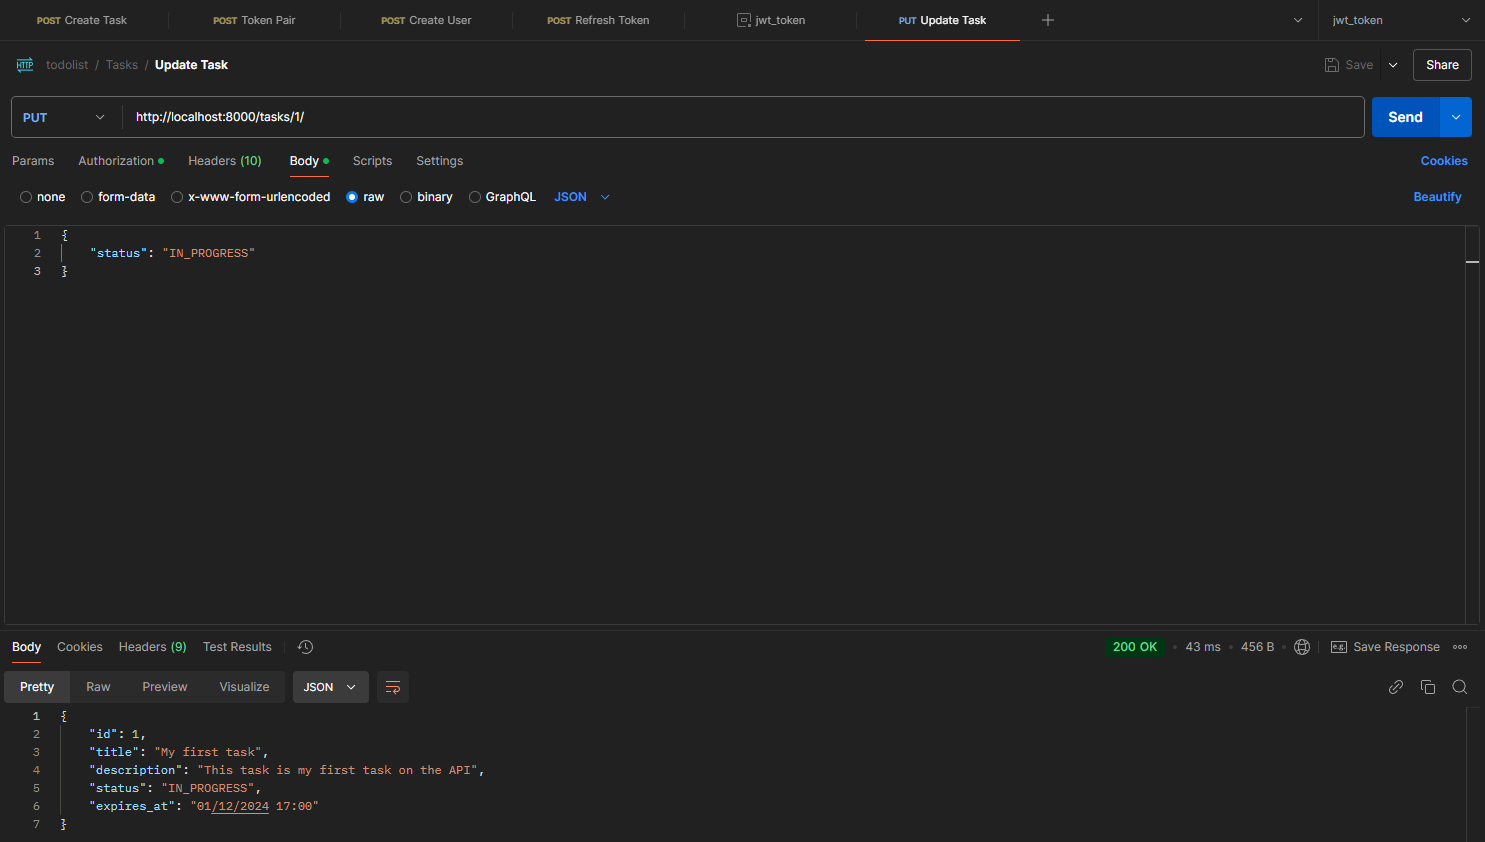 POST Create Task POST Token Pair POST Create User POST Refresh Token jwt_token PUT Update Task jwt_token
HTTP todolist / Tasks / Update Task Save Share
PUT http://localhost:8000/tasks/1/ Send
Params Authorization Headers (10) Body Scripts Settings Cookies
none form-data x-www-form-urlencoded raw binary GraphQL JSON Beautify
1 {
2 "status": "IN_PROGRESS"
3 }
Body Cookies Headers (9) Test Results 200 OK 43 ms 456 B e.g. Save Response
Pretty Raw Preview Visualize JSON
1 {
2 "id": 1,
3 "title": "My first task",
4 "description": "This task is my first task on the API",
5 "status": "IN_PROGRESS",
6 "expires_at": "01/12/2024 17:00"
7 }